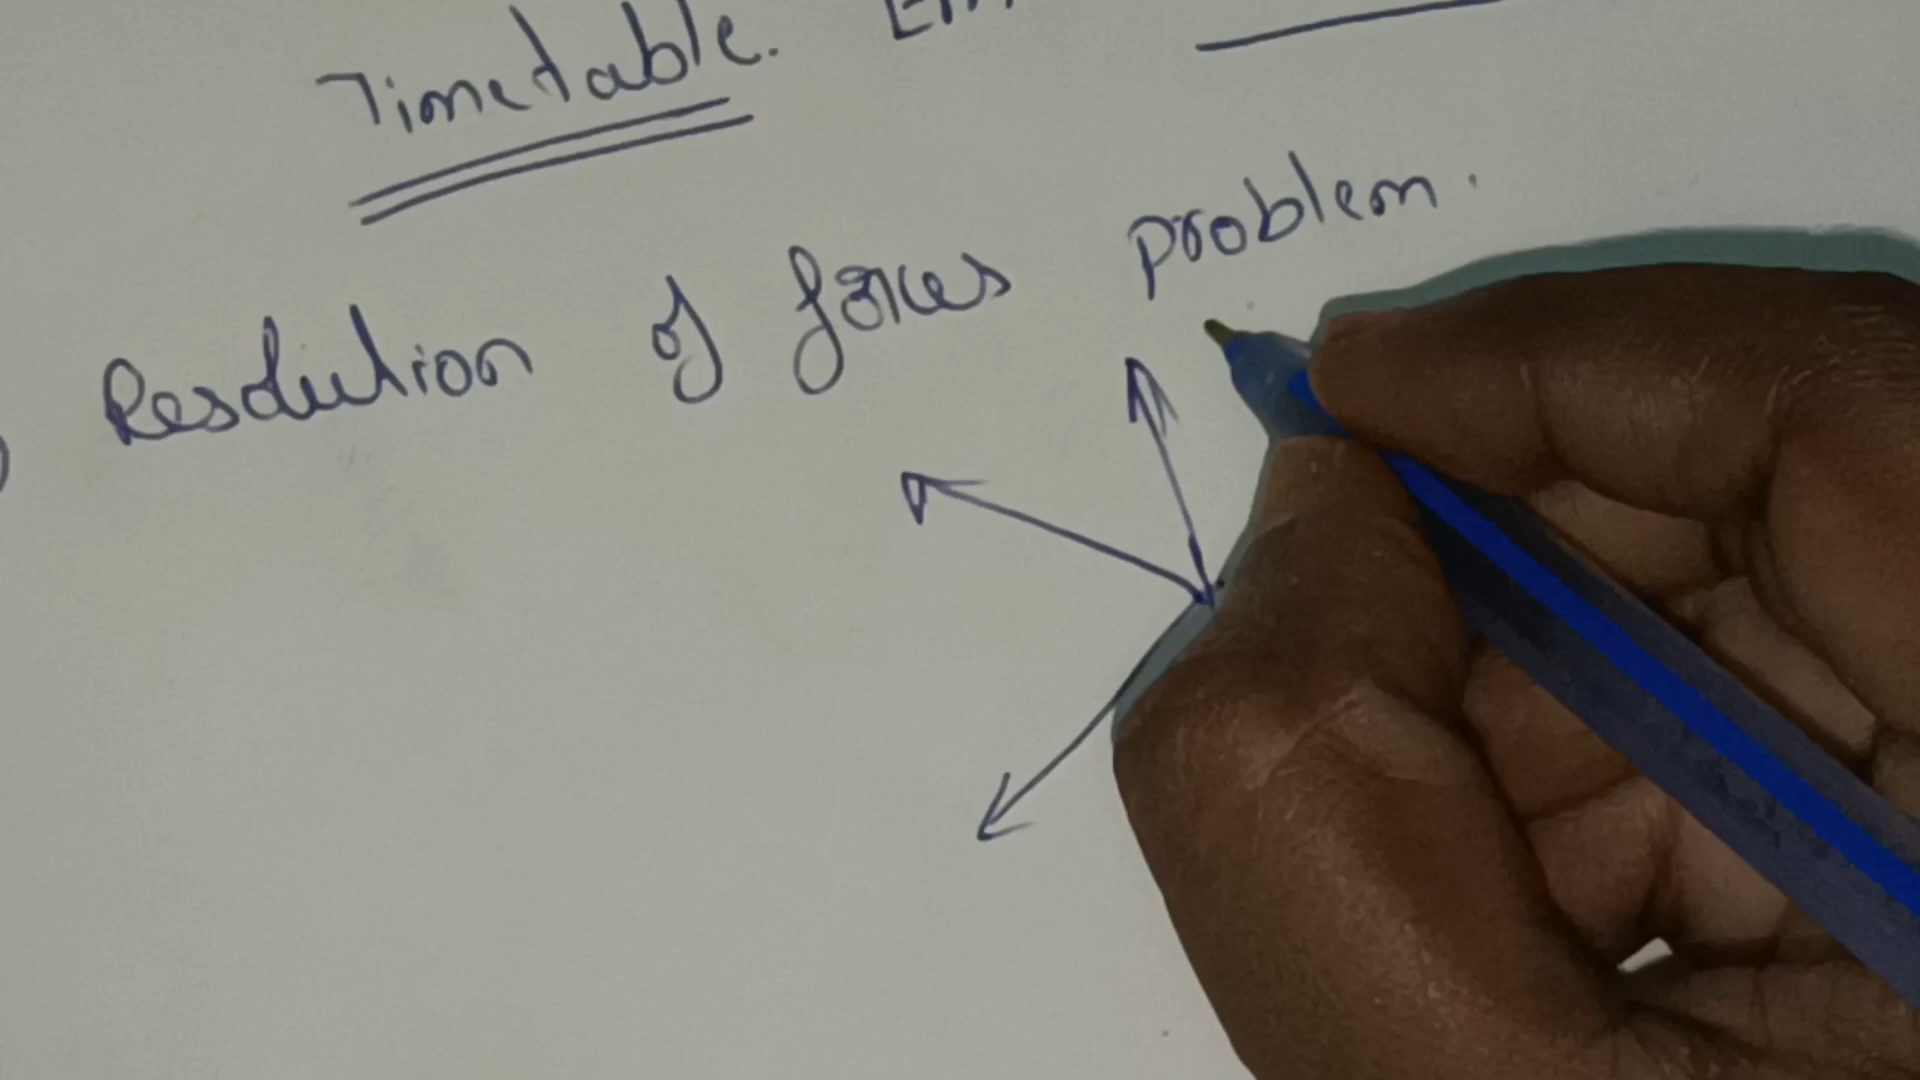 Timetable.
Resolution of forces problem.